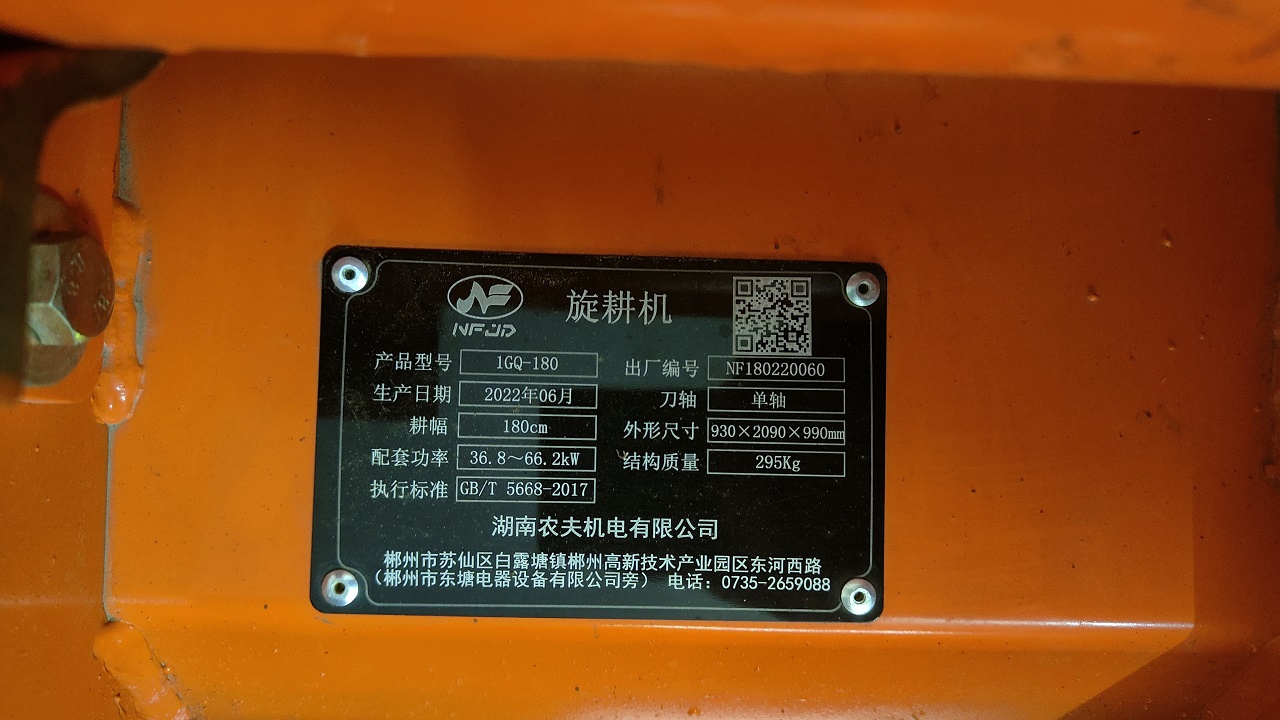 NFJD
旋耕机
产品型号 1GQ-180 出厂编号 NF180220060
生产日期 2022年06月 刀轴 单轴
耕幅 180cm 外形尺寸 930×2090×990mm
配套功率 36.8～66.2kW 结构质量 295Kg
执行标准 GB/T 5668-2017
湖南农夫机电有限公司
郴州市苏仙区白露塘镇郴州高新技术产业园区东河西路
（郴州市东塘电器设备有限公司旁） 电话：0735-2659088